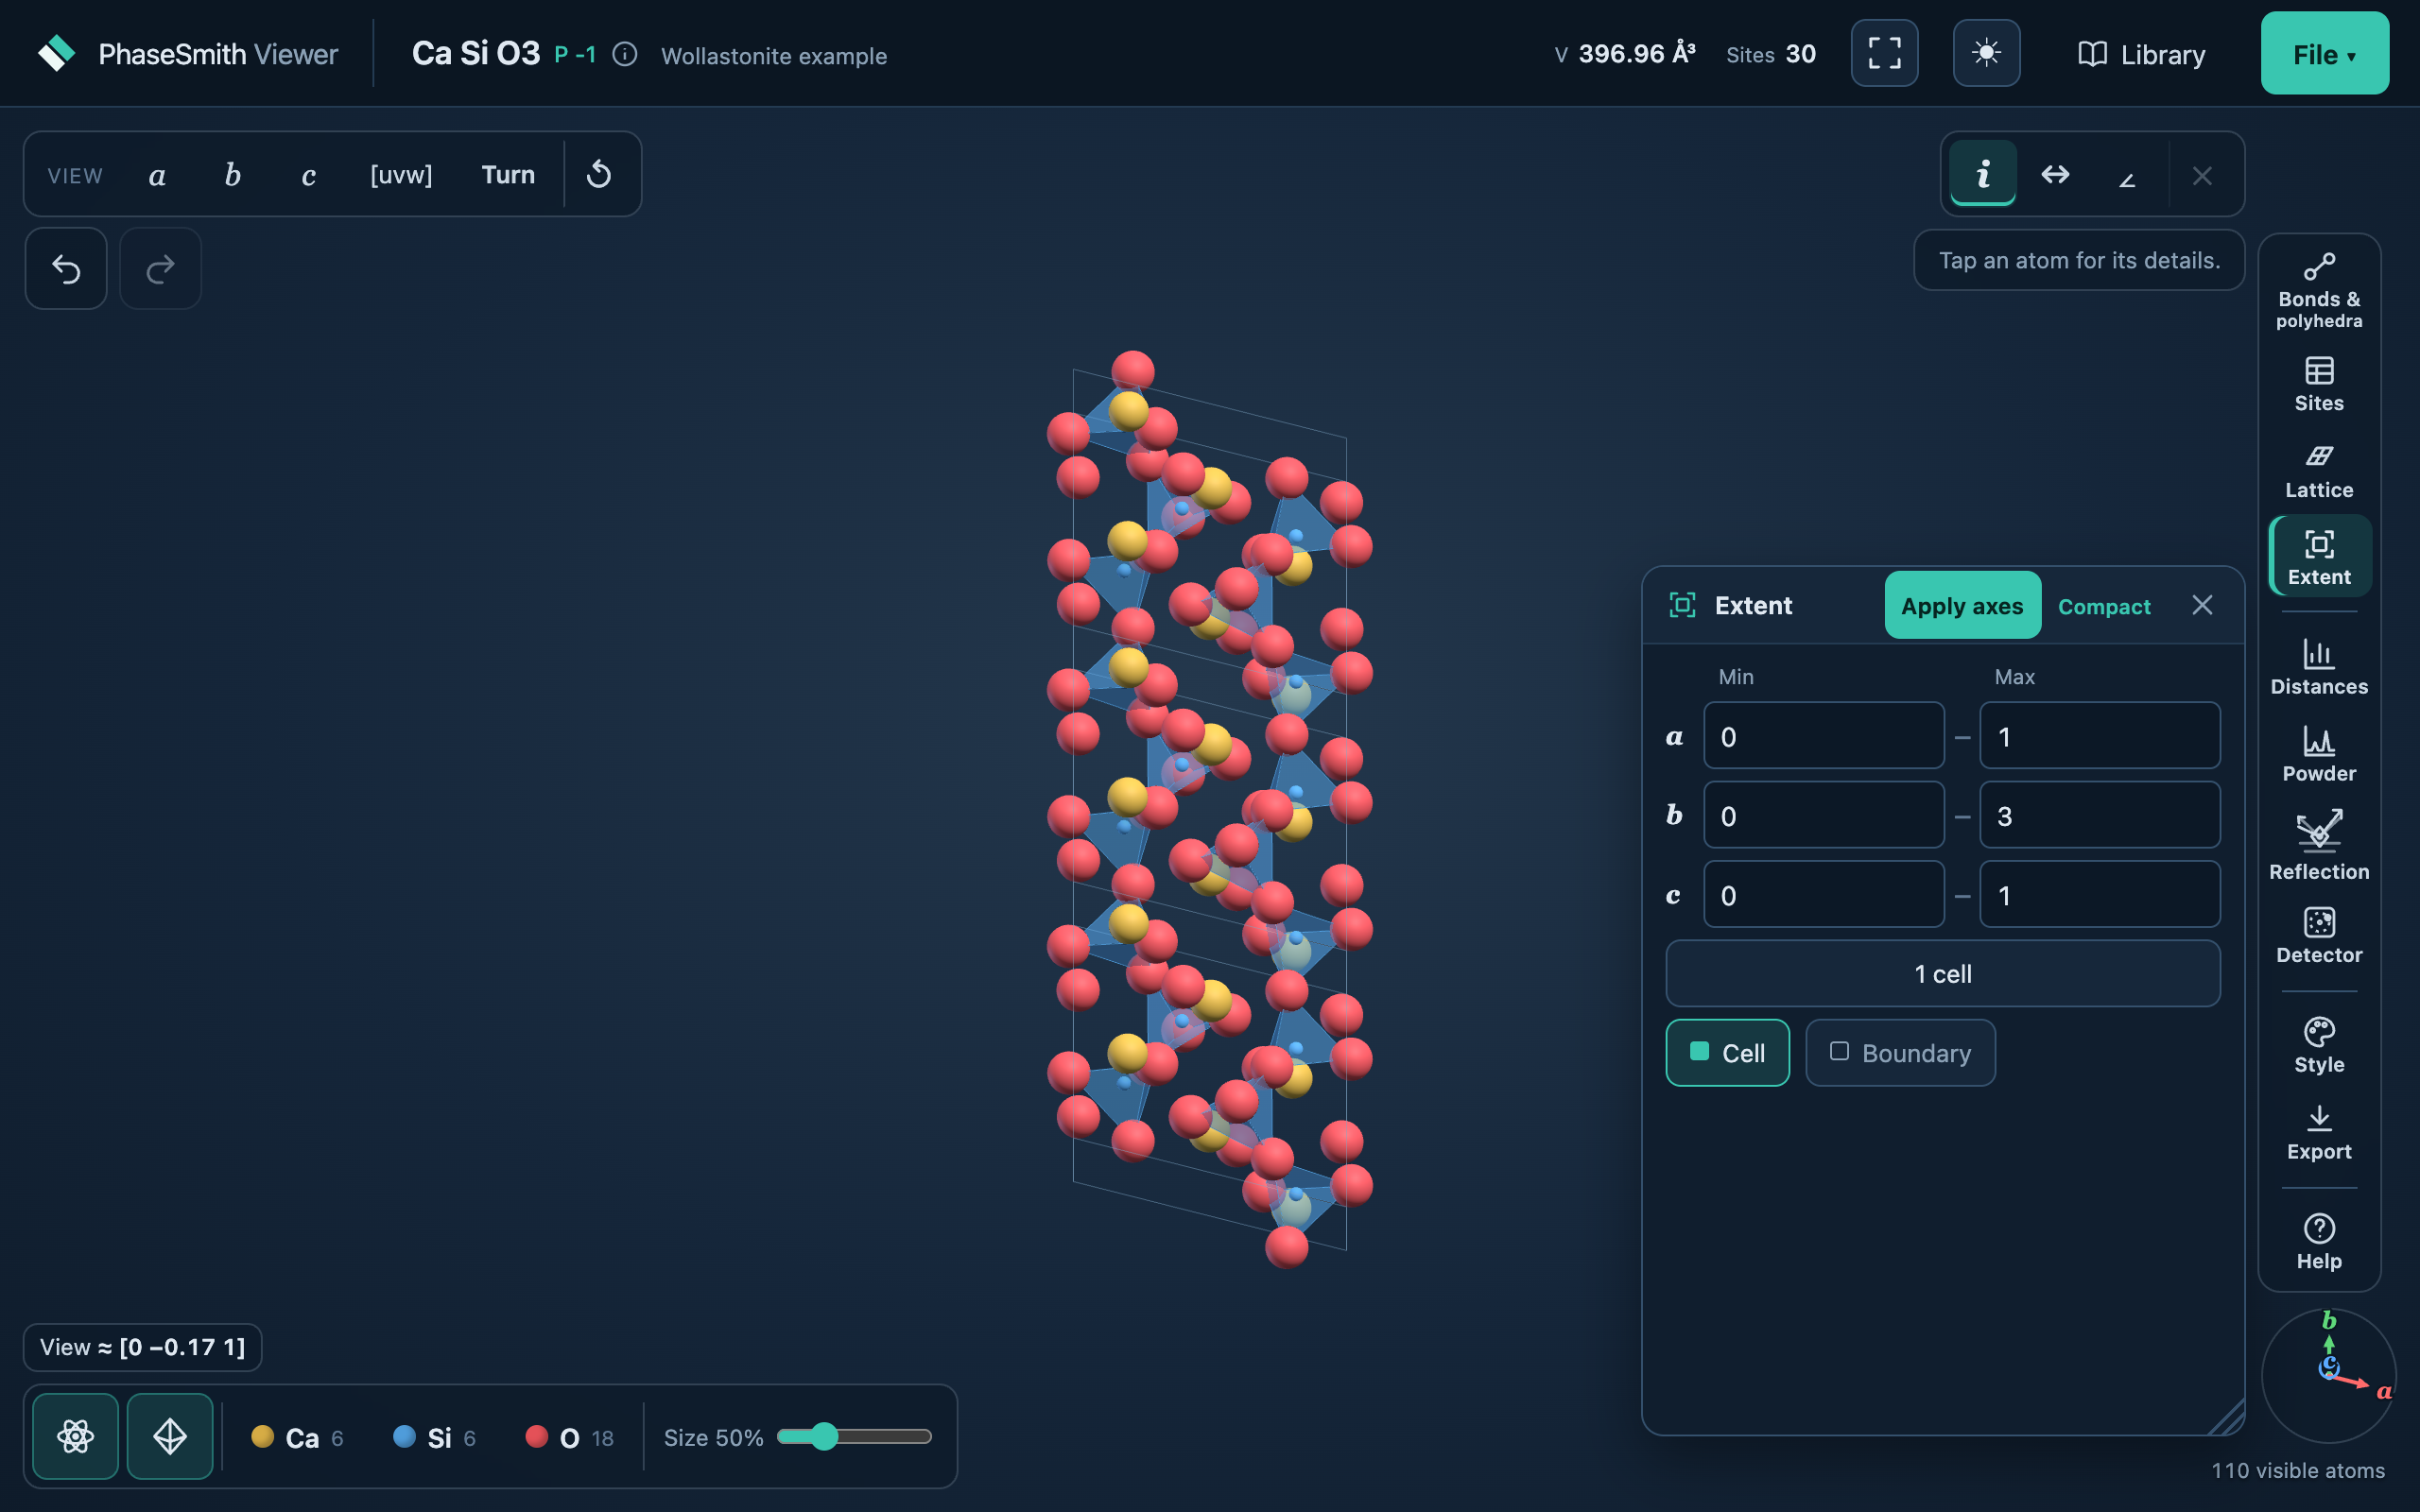 PhaseSmith Viewer
Ca Si O3 P -1 i Wollastonite example
V 396.96 Å³ Sites 30
Library
File ▾
VIEW a b c [uvw] Turn
i
Tap an atom for its details.
Bonds &
polyhedra
Sites
Lattice
Extent
Distances
Powder
Reflection
Detector
Style
Export
Help
Extent Apply axes Compact
Min Max
a 0 – 1
b 0 – 3
c 0 – 1
1 cell
Cell Boundary
View ≈ [0 −0.17 1]
Ca 6 Si 6 O 18 Size 50%
b
c
a
110 visible atoms